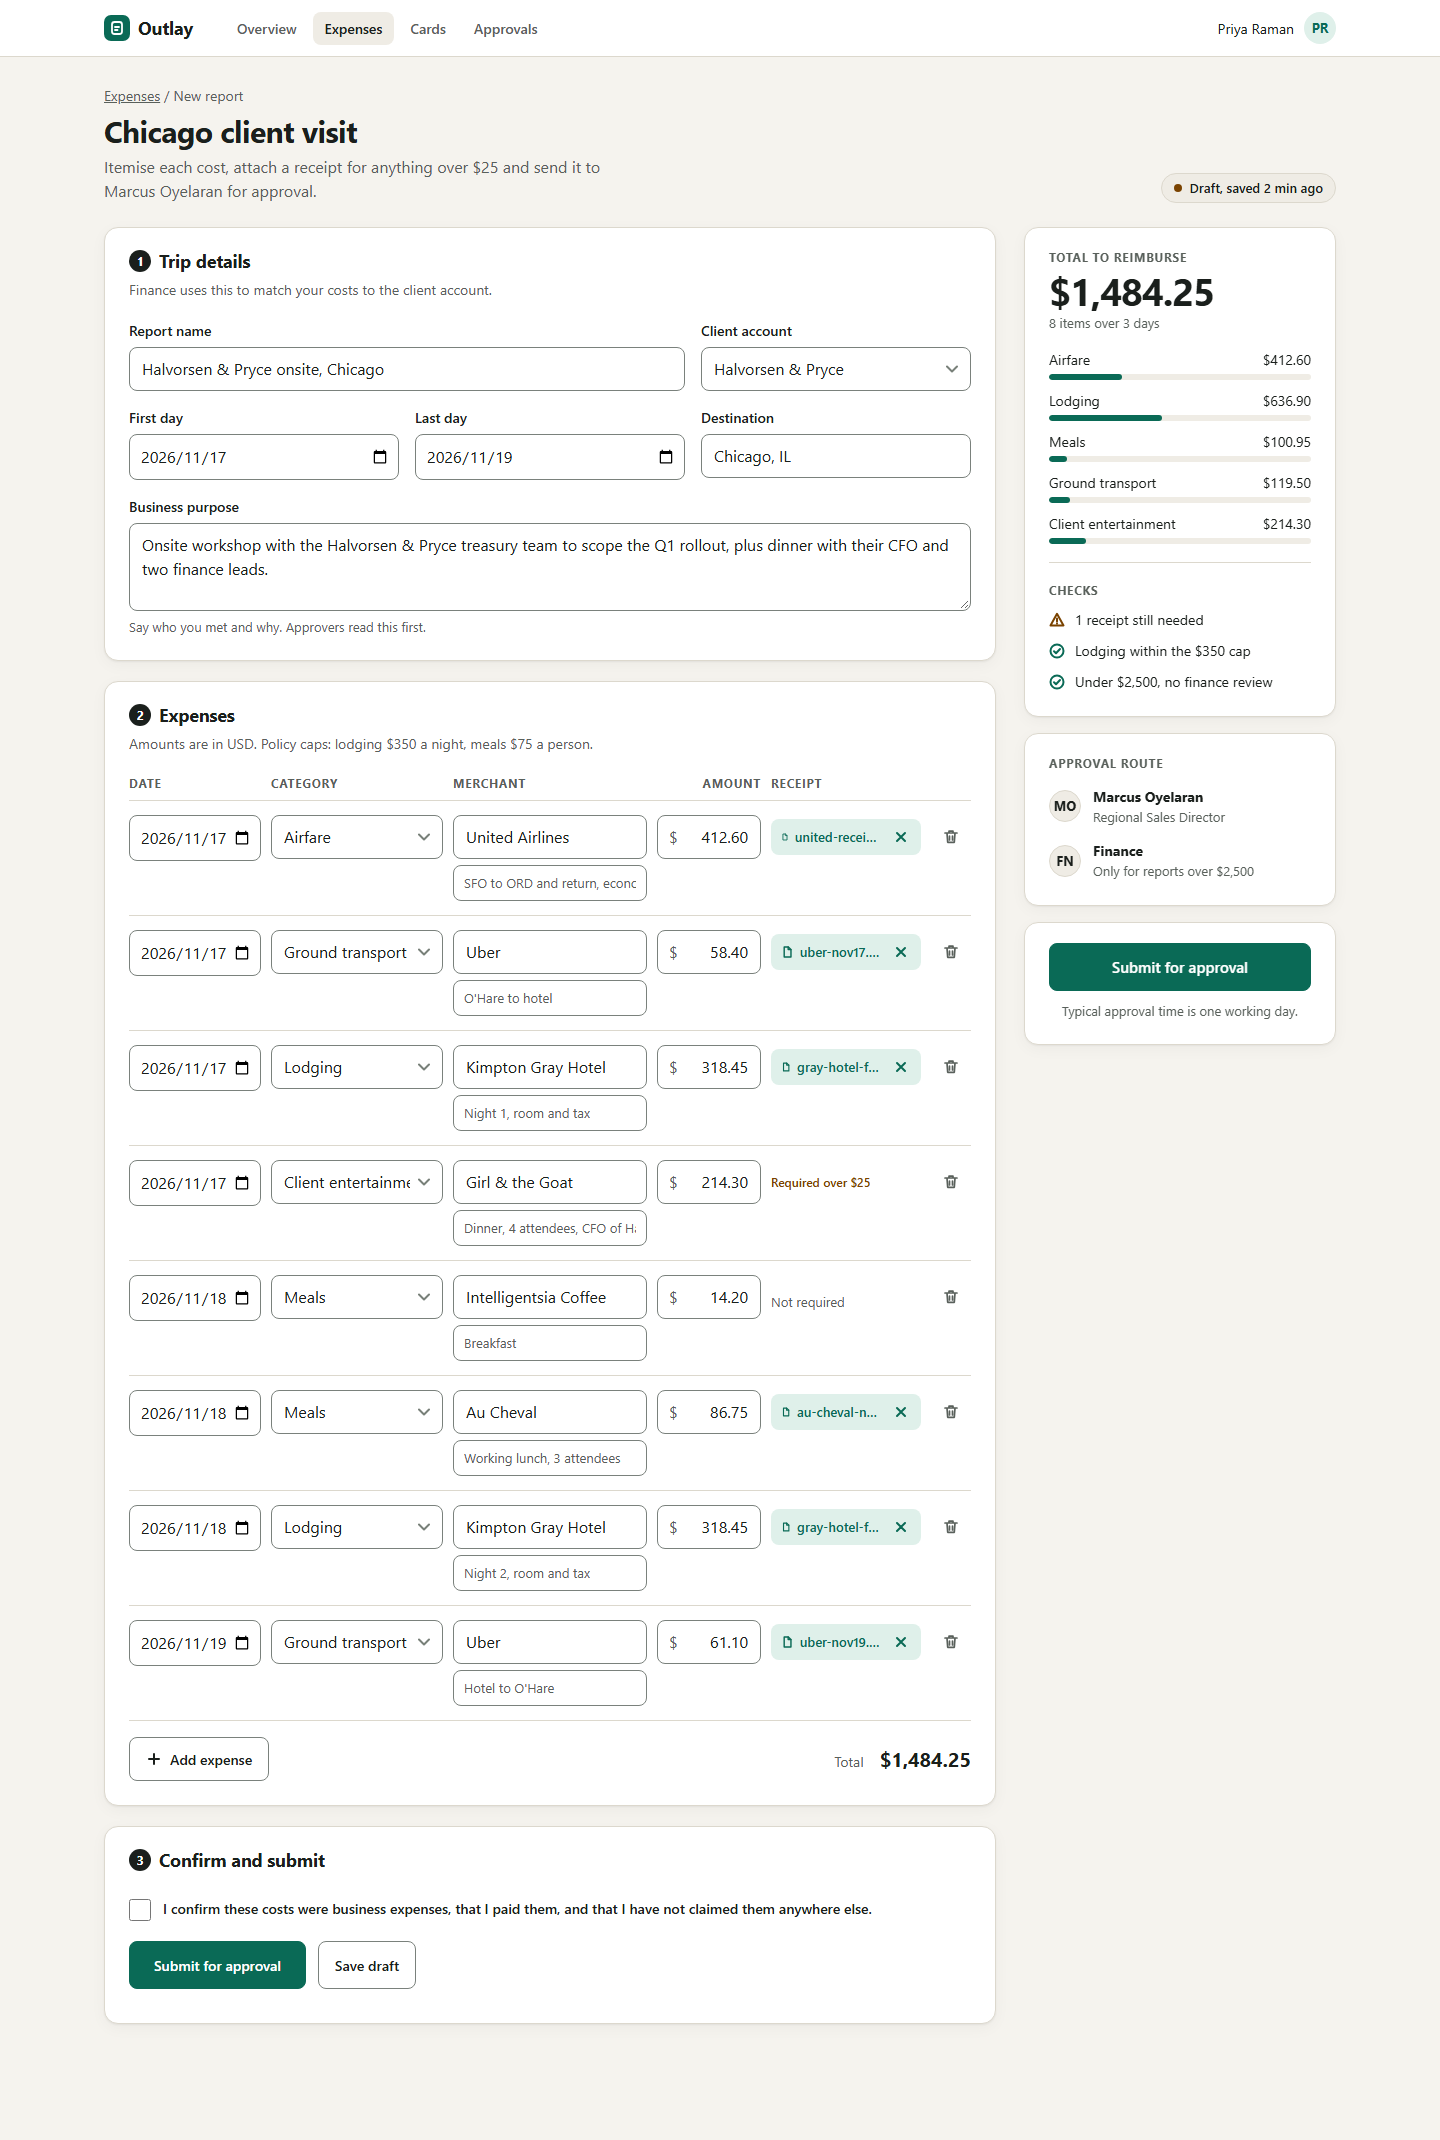 Outlay
Overview
Expenses
Cards
Approvals
Priya Raman
PR
Expenses / New report
Chicago client visit
Itemise each cost, attach a receipt for anything over $25 and send it to
Marcus Oyelaran for approval.
Draft, saved 2 min ago
1 Trip details
Finance uses this to match your costs to the client account.
Report name
Client account
Halvorsen & Pryce onsite, Chicago
Halvorsen & Pryce
First day
Last day
Destination
2026/11/17
2026/11/19
Chicago, IL
Business purpose
Onsite workshop with the Halvorsen & Pryce treasury team to scope the Q1 rollout, plus dinner with their CFO and
two finance leads.
Say who you met and why. Approvers read this first.
2 Expenses
Amounts are in USD. Policy caps: lodging $350 a night, meals $75 a person.
DATE CATEGORY MERCHANT AMOUNT RECEIPT
2026/11/17 Airfare United Airlines $ 412.60 united-recei...
SFO to ORD and return, econc
2026/11/17 Ground transport Uber $ 58.40 uber-nov17....
O'Hare to hotel
2026/11/17 Lodging Kimpton Gray Hotel $ 318.45 gray-hotel-f...
Night 1, room and tax
2026/11/17 Client entertainme Girl & the Goat $ 214.30 Required over $25
Dinner, 4 attendees, CFO of Ha
2026/11/18 Meals Intelligentsia Coffee $ 14.20 Not required
Breakfast
2026/11/18 Meals Au Cheval $ 86.75 au-cheval-n...
Working lunch, 3 attendees
2026/11/18 Lodging Kimpton Gray Hotel $ 318.45 gray-hotel-f...
Night 2, room and tax
2026/11/19 Ground transport Uber $ 61.10 uber-nov19....
Hotel to O'Hare
Add expense
Total $1,484.25
3 Confirm and submit
I confirm these costs were business expenses, that I paid them, and that I have not claimed them anywhere else.
Submit for approval
Save draft
TOTAL TO REIMBURSE
$1,484.25
8 items over 3 days
Airfare $412.60
Lodging $636.90
Meals $100.95
Ground transport $119.50
Client entertainment $214.30
CHECKS
1 receipt still needed
Lodging within the $350 cap
Under $2,500, no finance review
APPROVAL ROUTE
MO
Marcus Oyelaran
Regional Sales Director
FN
Finance
Only for reports over $2,500
Submit for approval
Typical approval time is one working day.